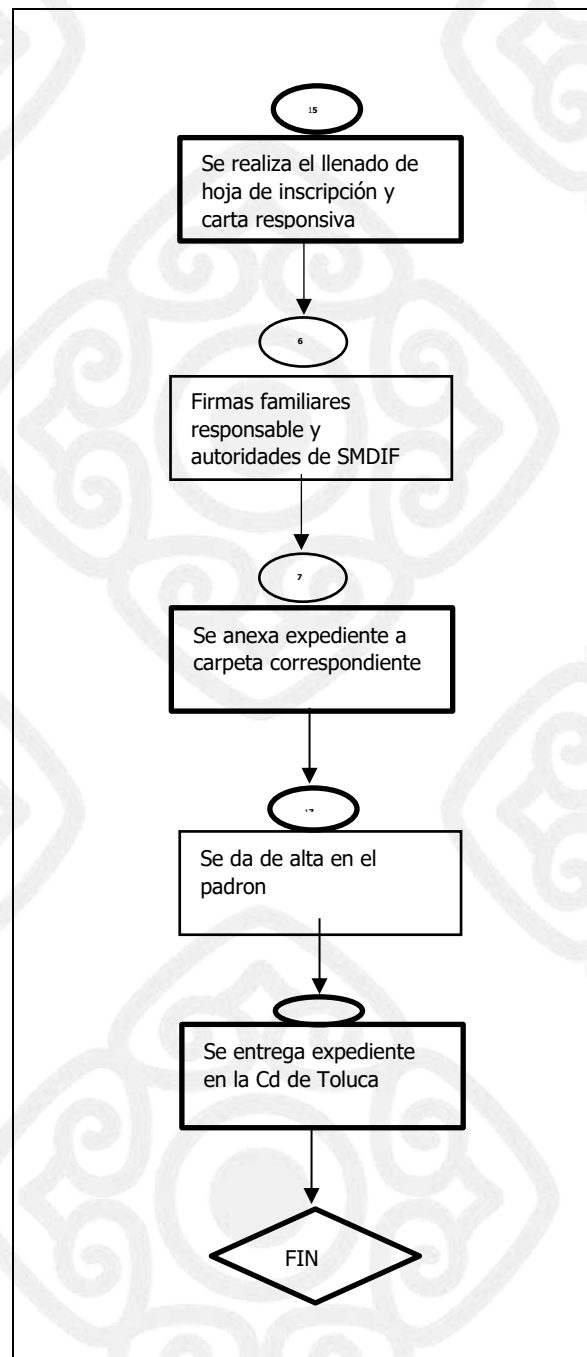 15
Se realiza el llenado de
hoja de inscripción y
carta responsiva
6
Firmas familiares
responsable y
autoridades de SMDIF
7
Se anexa expediente a
carpeta correspondiente
Se da de alta en el
padron
Se entrega expediente
en la Cd de Toluca
FIN